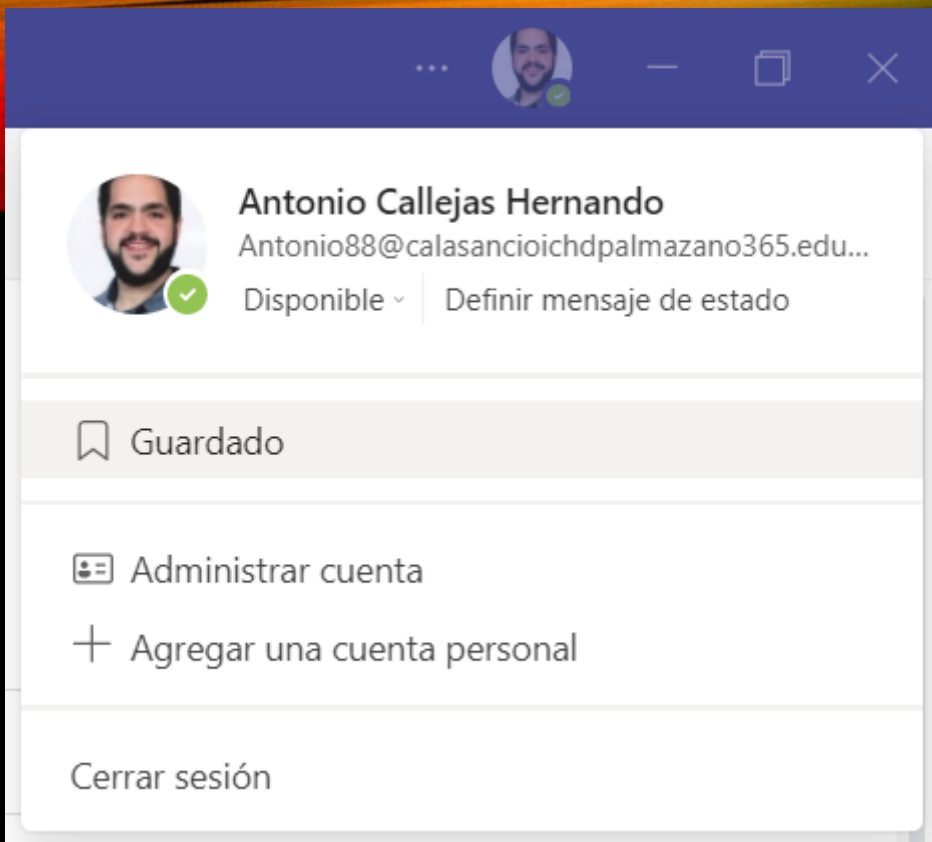 Antonio Callejas Hernando
Antonio88@calasancioichdpalmazano365.edu...
Disponible Definir mensaje de estado
Guardado
Administrar cuenta
Agregar una cuenta personal
Cerrar sesión